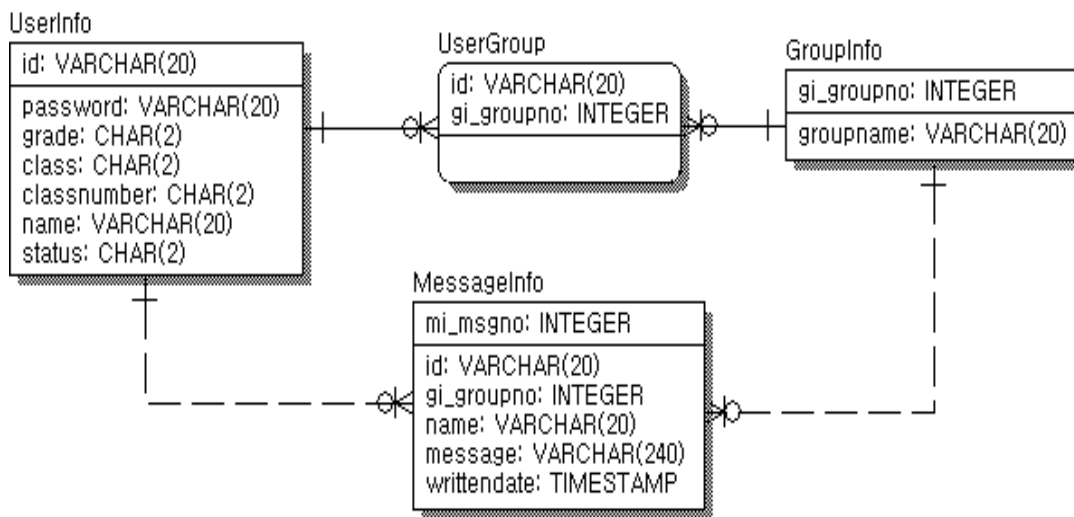 UserInfo
id: VARCHAR(20)
password: VARCHAR(20)
grade: CHAR(2)
class: CHAR(2)
classnumber: CHAR(2)
name: VARCHAR(20)
status: CHAR(2)
UserGroup
id: VARCHAR(20)
gi_groupno: INTEGER
GroupInfo
gi_groupno: INTEGER
groupname: VARCHAR(20)
MessageInfo
mi_msgno: INTEGER
id: VARCHAR(20)
gi_groupno: INTEGER
name: VARCHAR(20)
message: VARCHAR(240)
writtendate: TIMESTAMP